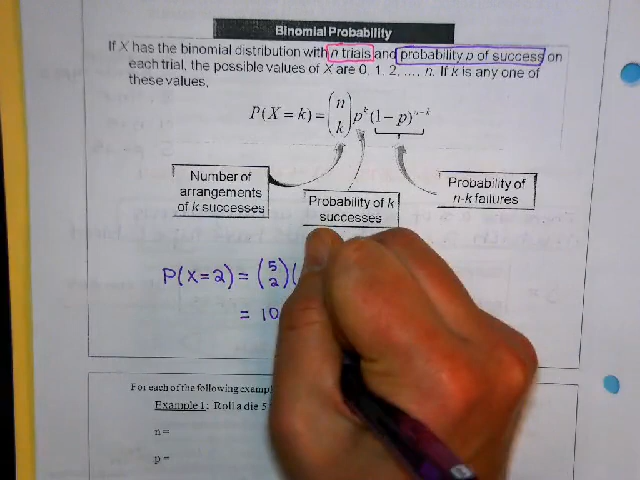 Binomial Probability
If X has the binomial distribution with n trials and probability p of success on
each trial, the possible values of X are 0, 1, 2, ...., n. If k is any one of
these values,
P(X = k) = (n k) p^k (1 − p)^{n−k}
Number of
arrangements
of k successes
Probability of k
successes
Probability of
n-k failures
P(X=2) = (5 2)(
= 10
For each of the following exampl
Example 1: Roll a die 5
n=
p=